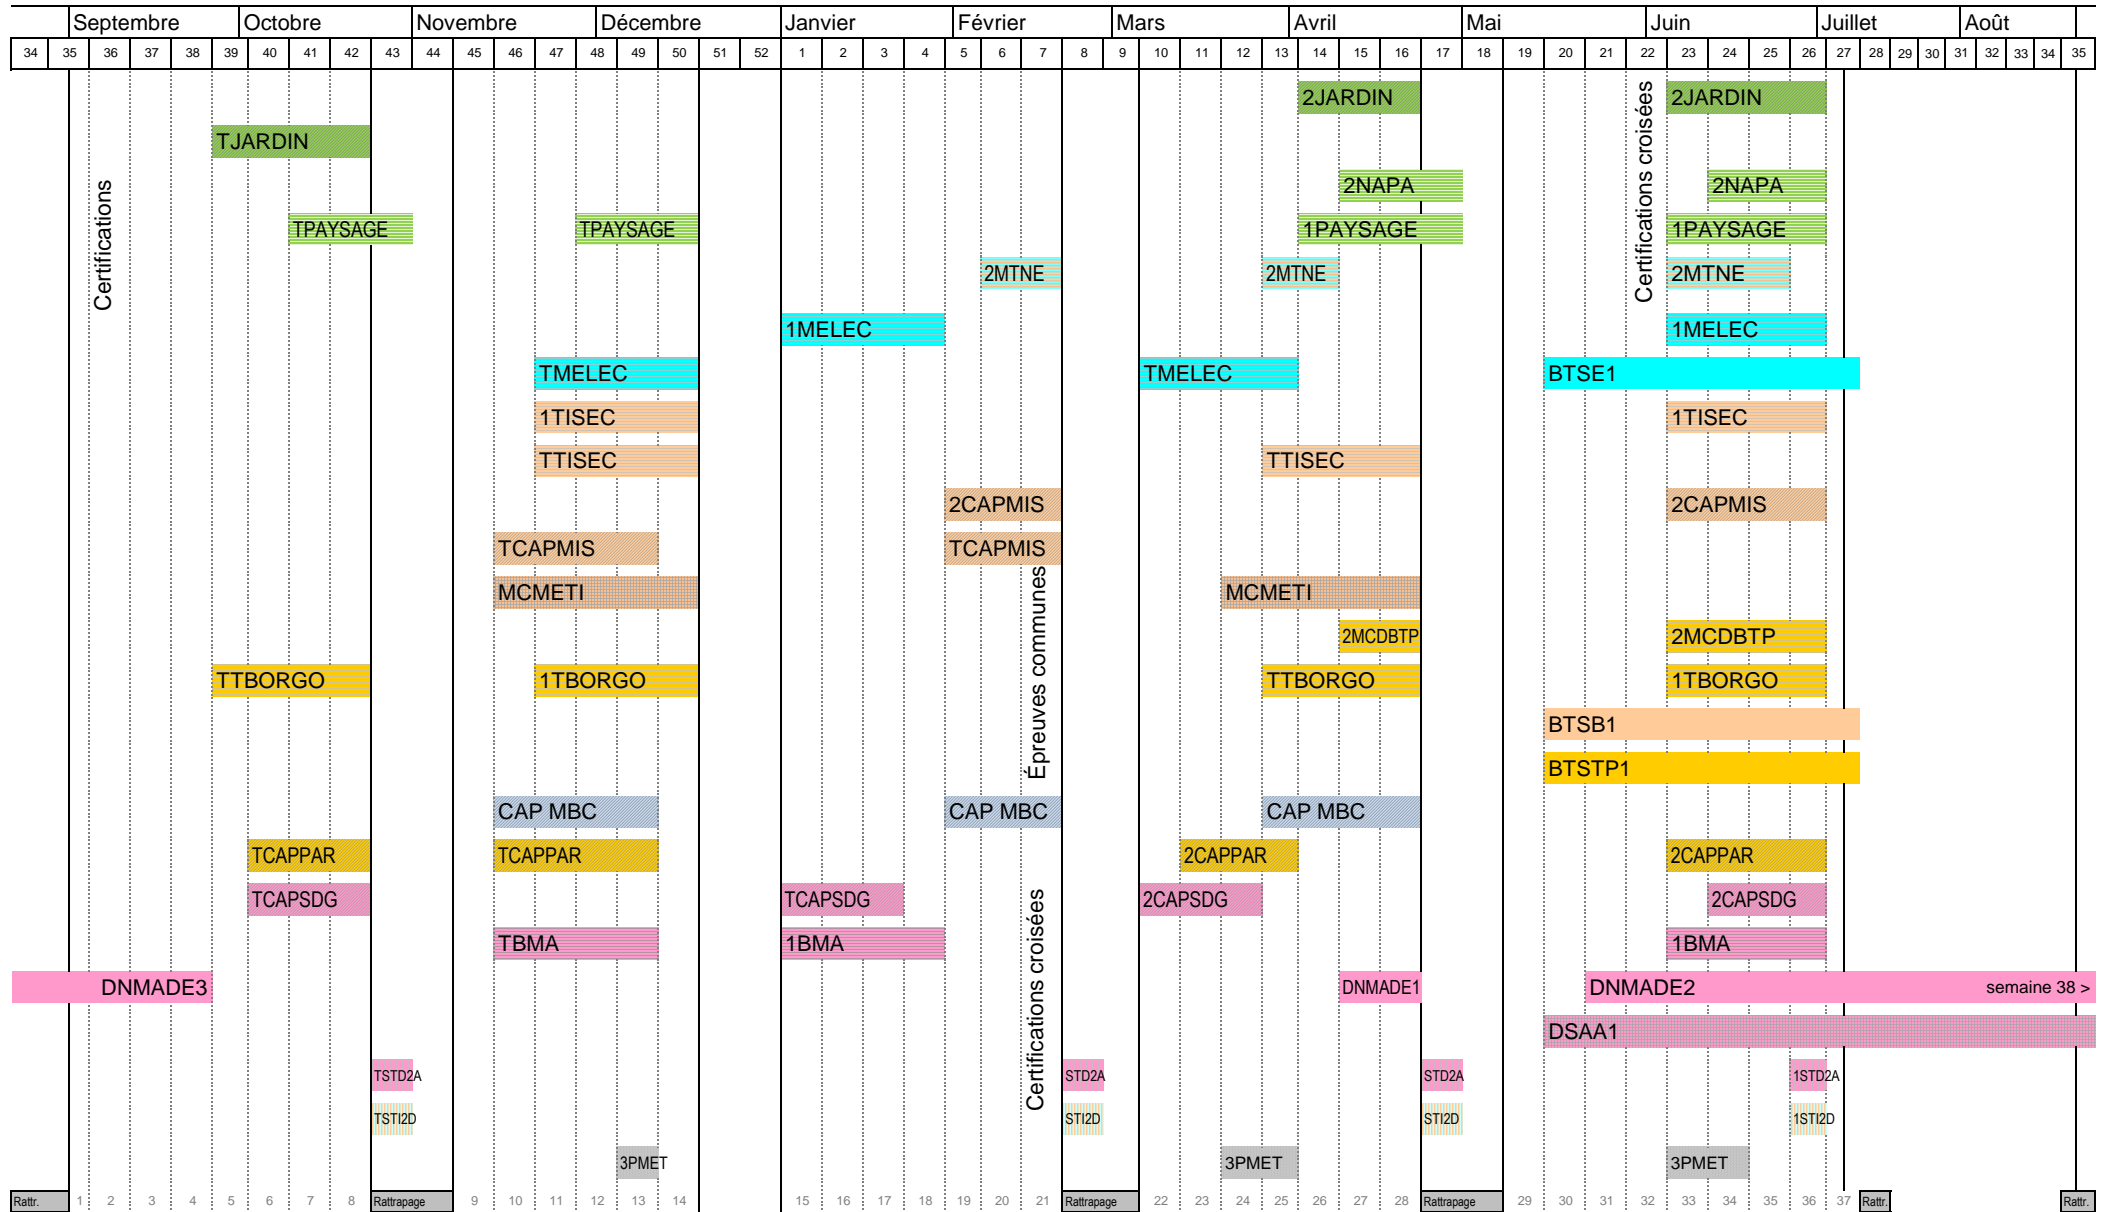 Septembre Octobre Novembre Décembre Janvier Février Mars Avril Mai Juin Juillet Août
34 35 36 37 38 39 40 41 42 43 44 45 46 47 48 49 50 51 52 1 2 3 4 5 6 7 8 9 10 11 12 13 14 15 16 17 18 19 20 21 22 23 24 25 26 27 28 29 30 31 32 33 34 35
Certifications
Certifications croisées
2JARDIN 2JARDIN
TJARDIN
2NAPA 2NAPA
TPAYSAGE TPAYSAGE 1PAYSAGE 1PAYSAGE
2MTNE 2MTNE 2MTNE
1MELEC 1MELEC
TMELEC TMELEC BTSE1
1TISEC 1TISEC
TTISEC TTISEC
2CAPMIS 2CAPMIS
TCAPMIS TCAPMIS
Épreuves communes
MCMETI MCMETI
2MCDBTP 2MCDBTP
TTBORGO 1TBORGO TTBORGO 1TBORGO
BTSB1
BTSTP1
CAP MBC CAP MBC CAP MBC
TCAPPAR TCAPPAR 2CAPPAR 2CAPPAR
Certifications croisées
TCAPSDG TCAPSDG 2CAPSDG 2CAPSDG
TBMA 1BMA 1BMA
DNMADE3 DNMADE1 DNMADE2 semaine 38 >
DSAA1
TSTD2A STD2A STD2A 1STD2A
TSTI2D STI2D STI2D 1STI2D
3PMET 3PMET 3PMET
Rattr. 1 2 3 4 5 6 7 8 Rattrapage 9 10 11 12 13 14 15 16 17 18 19 20 21 Rattrapage 22 23 24 25 26 27 28 Rattrapage 29 30 31 32 33 34 35 36 37 Rattr. Rattr.